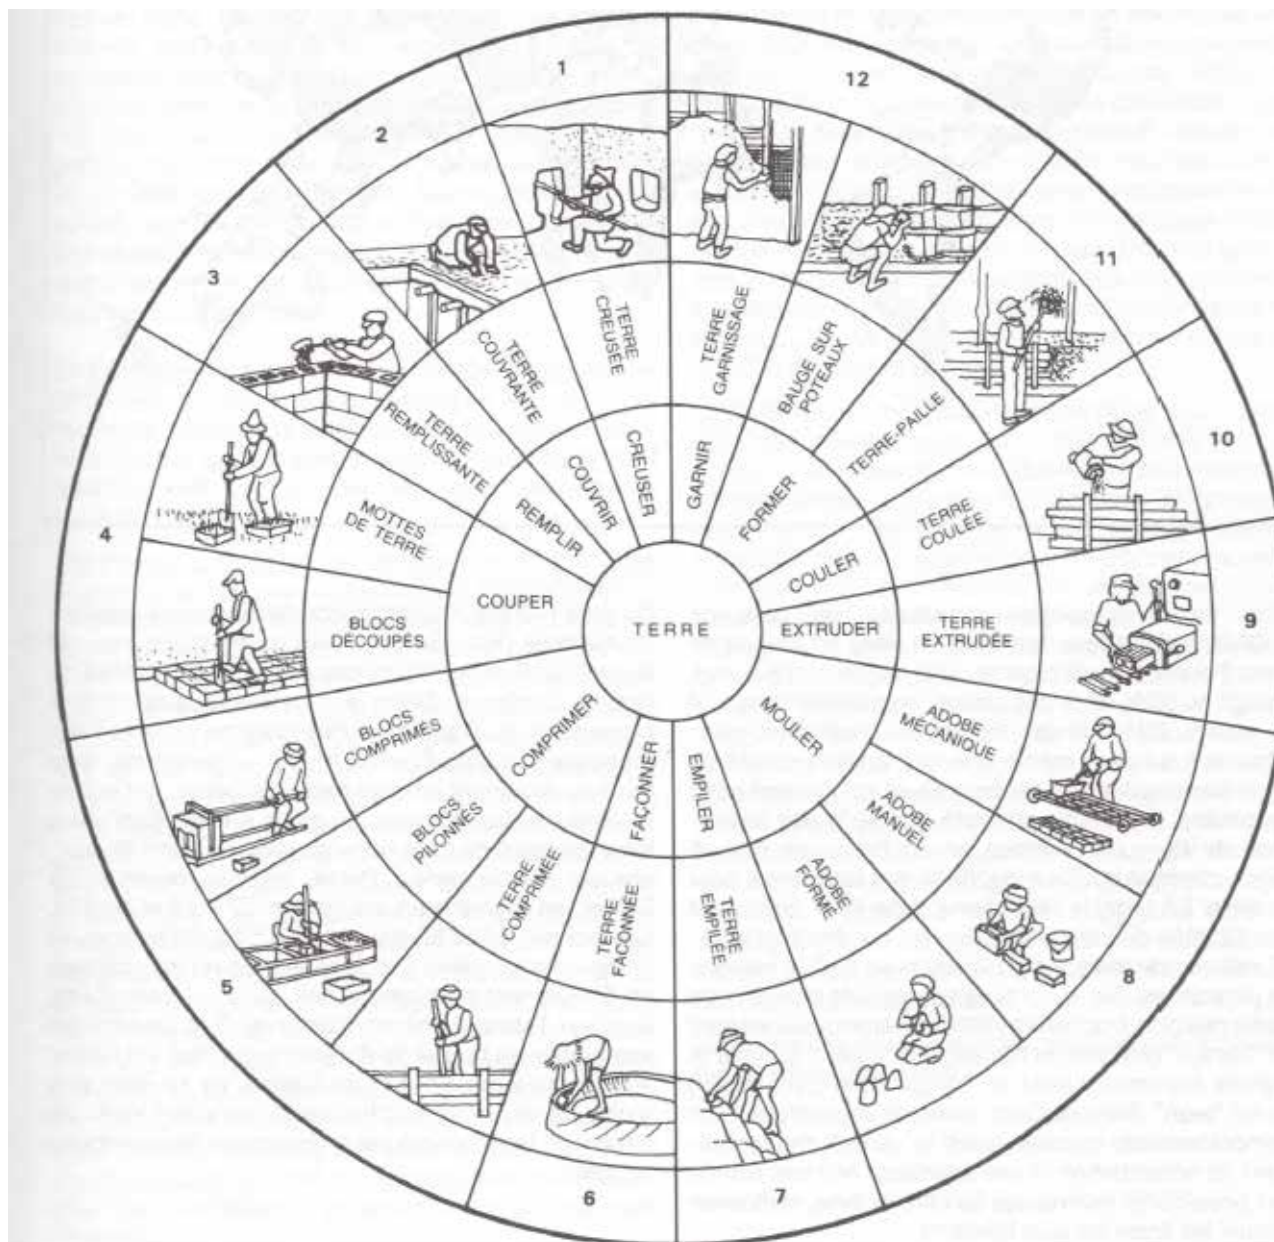 1
2
3
4
5
6
7
8
9
10
11
12
TERRE
CREUSÉE
TERRE
COUVRANTE
TERRE
REMPLISSANTE
MOTTES
DE TERRE
BLOCS
DÉCOUPÉS
BLOCS
COMPRIMÉS
BLOCS
PILONNÉS
TERRE
COMPRIMÉE
TERRE
FAÇONNÉE
TERRE
EMPILÉE
ADOBE
FORMÉ
ADOBE
MANUEL
ADOBE
MÉCANIQUE
TERRE
EXTRUDÉE
TERRE
COULÉE
TERRE-PAILLE
BAUGE SUR
POTEAUX
TERRE
GARNISSAGE
CREUSER
COUVRIR
REMPLIR
COUPER
COMPRIMER
FAÇONNER
EMPILER
MOULER
EXTRUDER
COULER
FORMER
GARNIR
TERRE